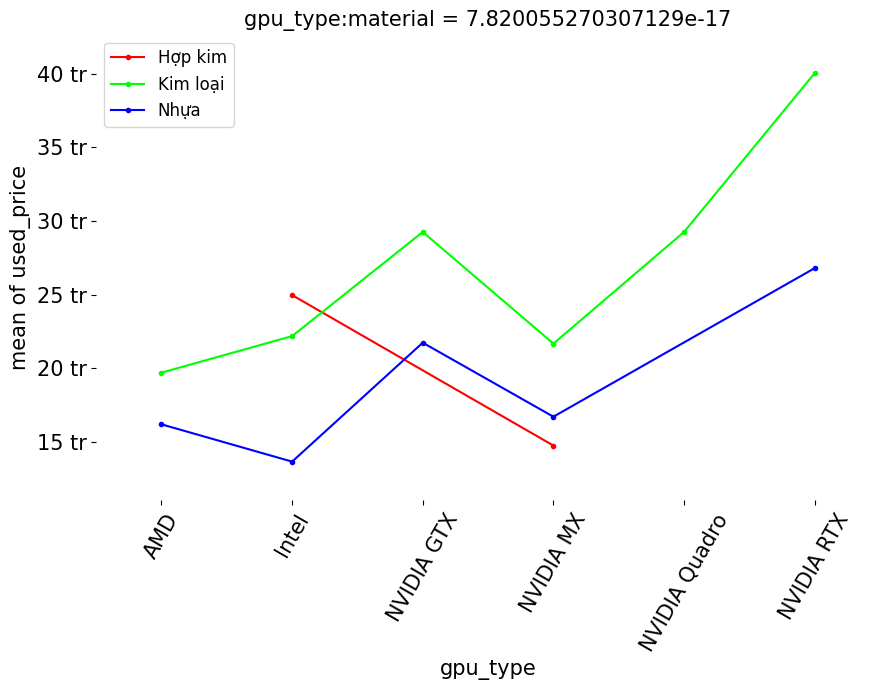 gpu_type:material = 7.820055270307129e-17
Hợp kim
Kim loại
Nhựa
mean of used_price
40 tr
35 tr
30 tr
25 tr
20 tr
15 tr
AMD
Intel
NVIDIA GTX
NVIDIA MX
NVIDIA Quadro
NVIDIA RTX
gpu_type